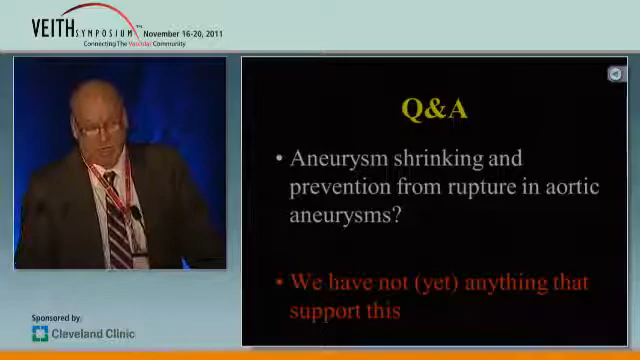 VEITHSYMPOSIUM™ November 16-20, 2011
Connecting The Vascular Community
Q&A
• Aneurysm shrinking and
prevention from rupture in aortic
aneurysms?
• We have not (yet) anything that
support this
Sponsored by:
Cleveland Clinic